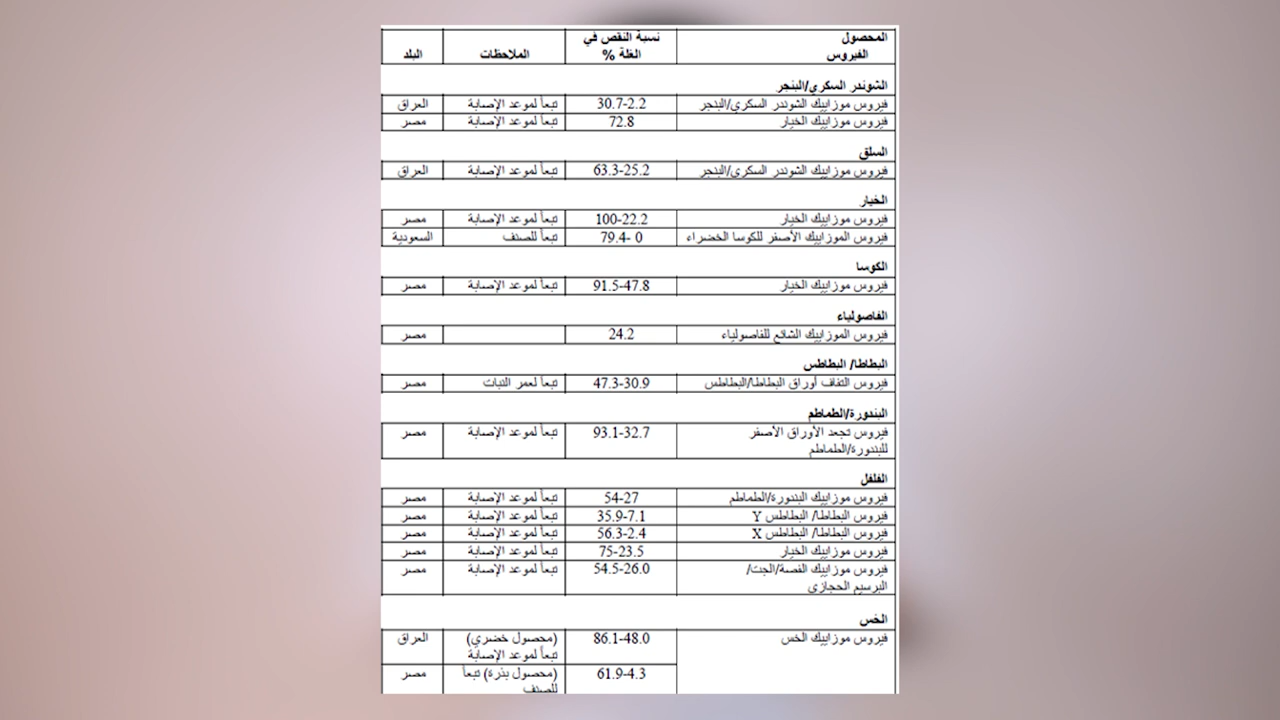 المحصول نسبة النقص في
الفيروس الغلة % الملاحظات البلد
الشوندر السكري/البنجر
فيروس موزاييك الشوندر السكري/البنجر 30.7-2.2 تبعاً لموعد الإصابة العراق
فيروس موزاييك الخيار 72.8 تبعاً لموعد الإصابة مصر
السلق
فيروس موزاييك الشوندر السكري/البنجر 63.3-25.2 تبعاً لموعد الإصابة العراق
الخيار
فيروس موزاييك الخيار 100-22.2 تبعاً لموعد الإصابة مصر
فيروس الموزاييك الأصفر للكوسا الخضراء 79.4- 0 تبعاً للصنف السعودية
الكوسا
فيروس موزاييك الخيار 91.5-47.8 تبعاً لموعد الإصابة مصر
الفاصولياء
فيروس الموزاييك الشائع للفاصولياء 24.2 مصر
البطاطا/ البطاطس
فيروس التفاف أوراق البطاطا/البطاطس 47.3-30.9 تبعاً لعمر النبات مصر
البندورة/الطماطم
فيروس تجعد الأوراق الأصفر 93.1-32.7 تبعاً لموعد الإصابة مصر
للبندورة/الطماطم
الفلفل
فيروس موزاييك البندورة/الطماطم 54-27 تبعاً لموعد الإصابة مصر
فيروس البطاطا/ البطاطس Y 35.9-7.1 تبعاً لموعد الإصابة مصر
فيروس البطاطا/ البطاطس X 56.3-2.4 تبعاً لموعد الإصابة مصر
فيروس موزاييك الخيار 75-23.5 تبعاً لموعد الإصابة مصر
فيروس موزاييك الفصة/الجت/ 54.5-26.0 تبعاً لموعد الإصابة مصر
البرسيم الحجازي
الخس
فيروس موزاييك الخس 86.1-48.0 (محصول خضري) العراق
تبعاً لموعد الإصابة
61.9-4.3 (محصول بذرة) تبعاً مصر
للصنف